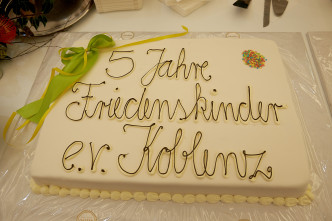 5 Jahre
Friedenskinder
e.V. Koblenz